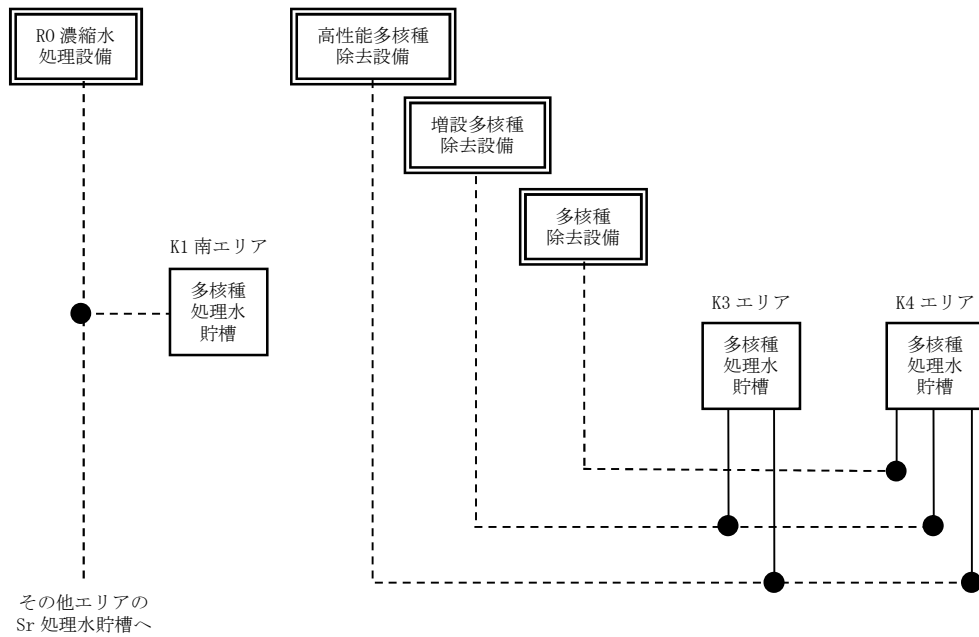 RO 濃縮水
処理設備
高性能多核種
除去設備
増設多核種
除去設備
多核種
除去設備
K1 南エリア
多核種
処理水
貯槽
K3 エリア
多核種
処理水
貯槽
K4 エリア
多核種
処理水
貯槽
その他エリアの
Sr 処理水貯槽へ